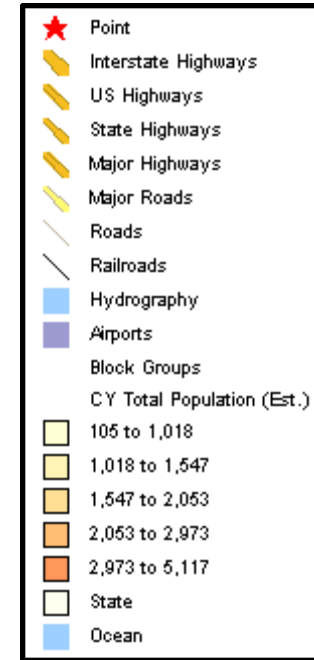 Point
Interstate Highways
US Highways
State Highways
Major Highways
Major Roads
Roads
Railroads
Hydrography
Airports
Block Groups
CY Total Population (Est.)
105 to 1,018
1,018 to 1,547
1,547 to 2,053
2,053 to 2,973
2,973 to 5,117
State
Ocean